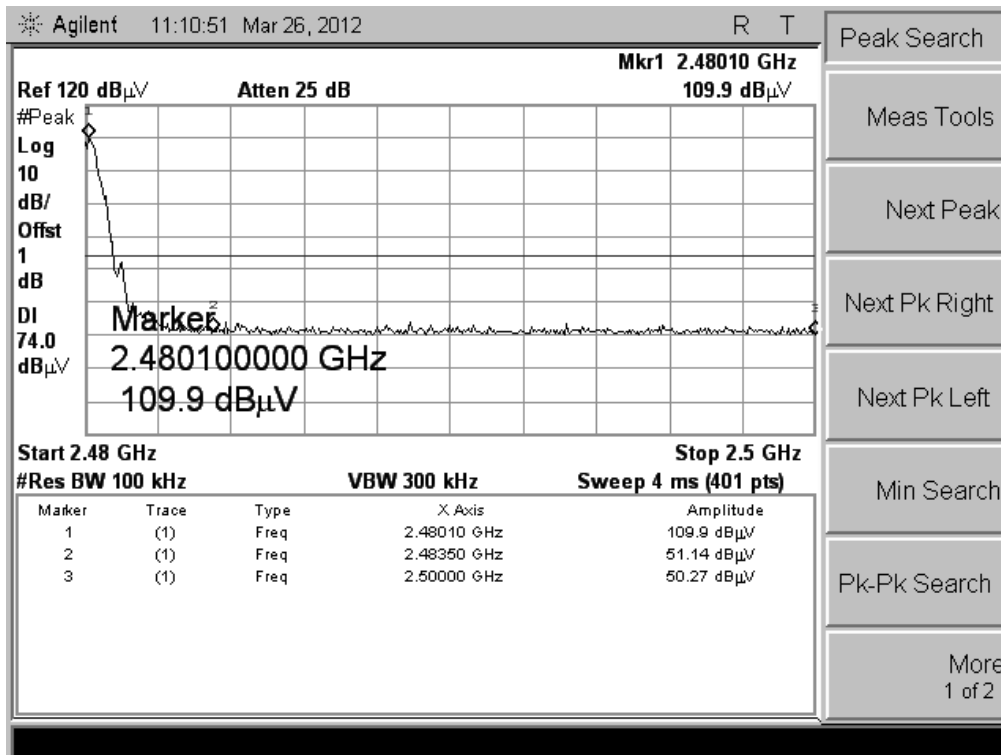 Agilent 11:10:51 Mar 26, 2012 R T
Mkr1 2.48010 GHz
Ref 120 dBµV Atten 25 dB 109.9 dBµV
#Peak
Log
10
dB/
Offst
1
dB
DI
74.0
dBµV
1
2
3
Marker
2.480100000 GHz
109.9 dBµV
Start 2.48 GHz Stop 2.5 GHz
#Res BW 100 kHz VBW 300 kHz Sweep 4 ms (401 pts)
Marker Trace Type X Axis Amplitude
1 (1) Freq 2.48010 GHz 109.9 dBµV
2 (1) Freq 2.48350 GHz 51.14 dBµV
3 (1) Freq 2.50000 GHz 50.27 dBµV
Peak Search
Meas Tools
Next Peak
Next Pk Right
Next Pk Left
Min Search
Pk-Pk Search
More
1 of 2